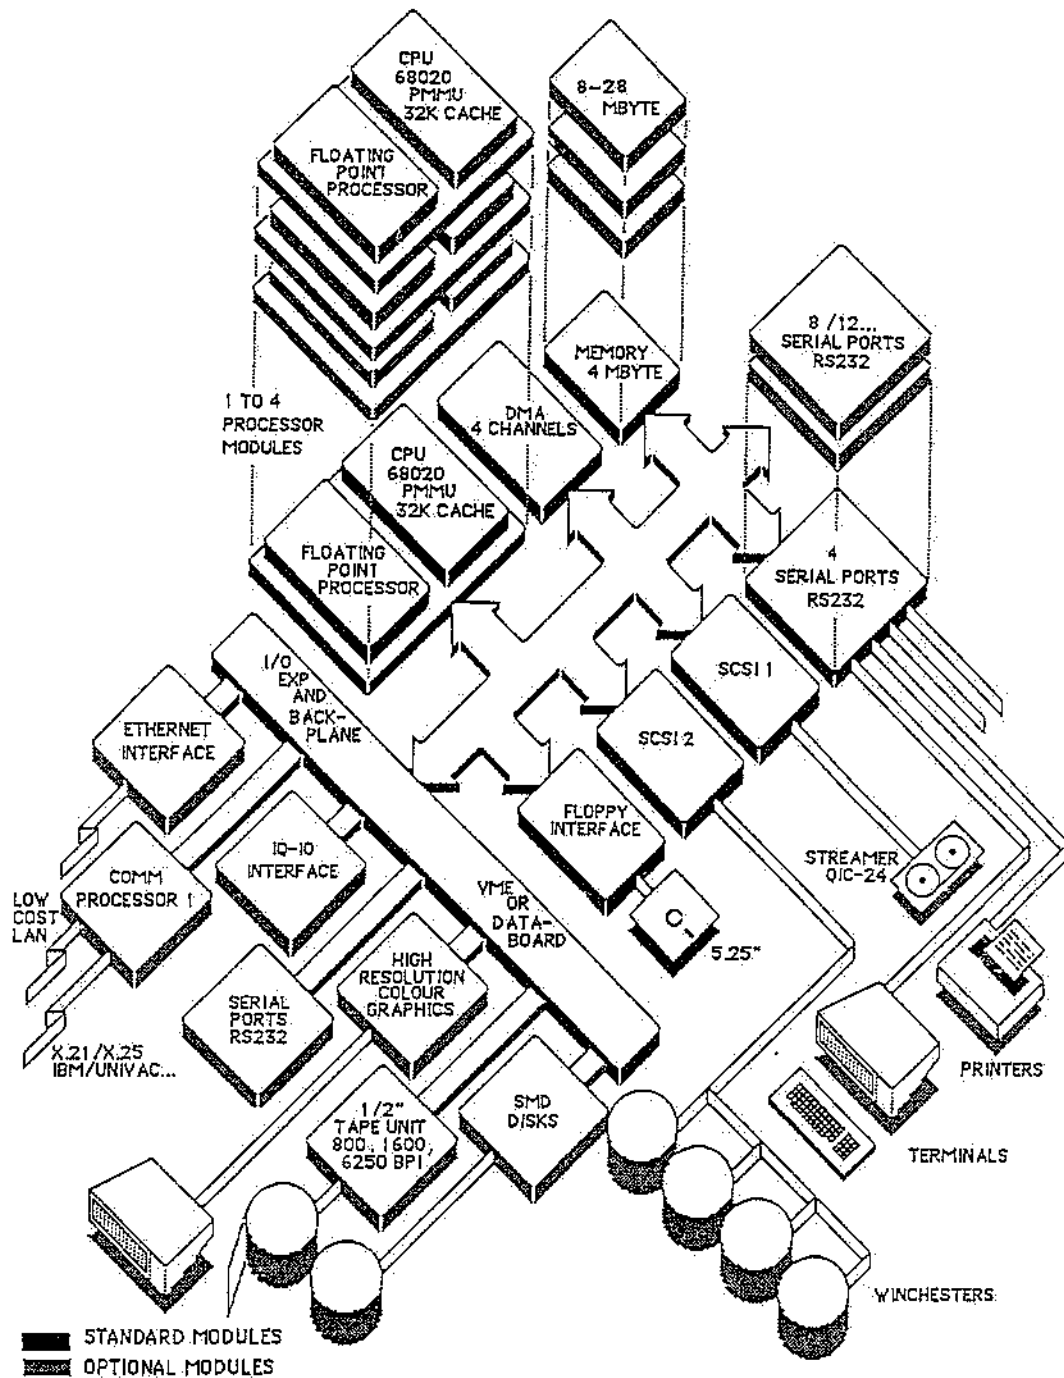 CPU
68020
PMMU
32K CACHE
FLOATING
POINT
PROCESSOR
8-28
MBYTE
8/12...
SERIAL PORTS
RS232
1 TO 4
PROCESSOR
MODULES
MEMORY
4 MBYTE
DMA
4 CHANNELS
CPU
68020
PMMU
32K CACHE
FLOATING
POINT
PROCESSOR
4
SERIAL PORTS
RS232
I/O
EXP
AND
BACK-
PLANE
SCSI 1
SCSI 2
FLOPPY
INTERFACE
ETHERNET
INTERFACE
IQ-10
INTERFACE
COMM
PROCESSOR 1
LOW
COST
LAN
VME
OR
DATA-
BOARD
5.25"
STREAMER
QIC-24
HIGH
RESOLUTION
COLOUR
GRAPHICS
SERIAL
PORTS
RS232
X.21/X.25
IBM/UNIVAC...
PRINTERS
1/2"
TAPE UNIT
800, 1600,
6250 BPI
SMD
DISKS
TERMINALS
WINCHESTERS
STANDARD MODULES
OPTIONAL MODULES